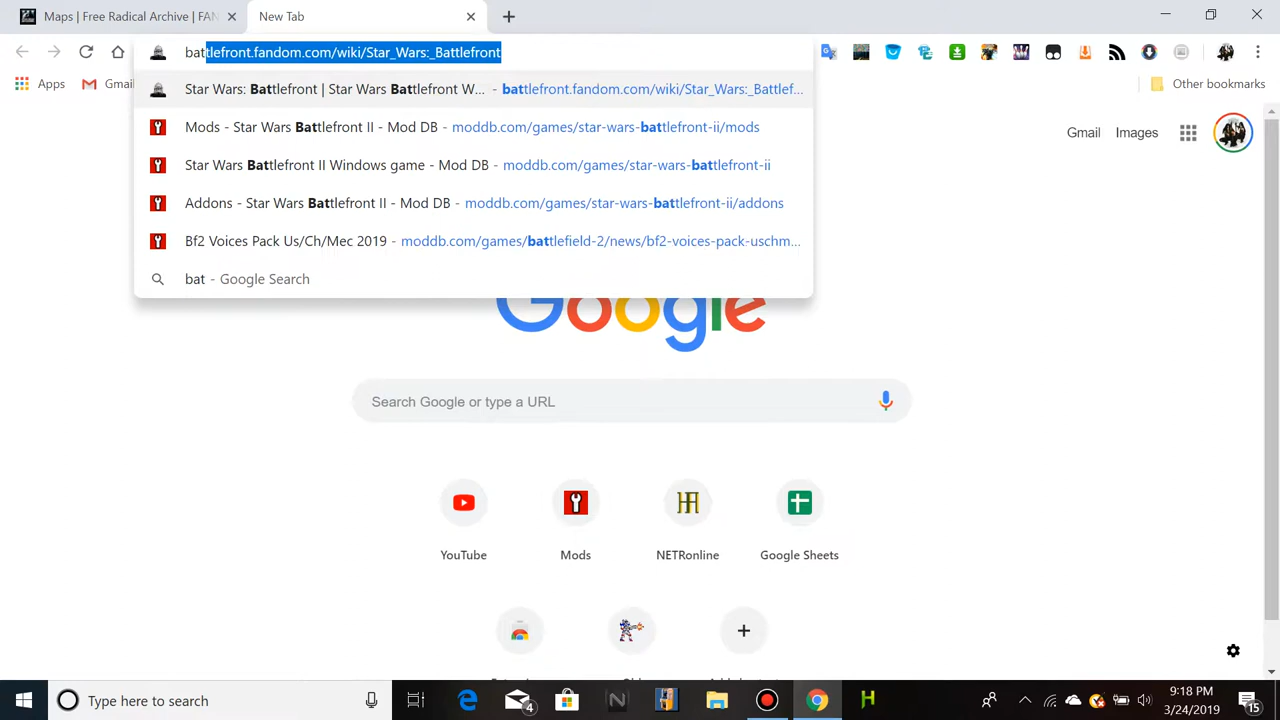 Maps | Free Radical Archive | FAN
New Tab
battlefront.fandom.com/wiki/Star_Wars:_Battlefront
Apps
Gmail
Other bookmarks
Star Wars: Battlefront | Star Wars Battlefront W... - battlefront.fandom.com/wiki/Star_Wars:_Battlef...
Mods - Star Wars Battlefront II - Mod DB - moddb.com/games/star-wars-battlefront-ii/mods
Star Wars Battlefront II Windows game - Mod DB - moddb.com/games/star-wars-battlefront-ii
Addons - Star Wars Battlefront II - Mod DB - moddb.com/games/star-wars-battlefront-ii/addons
Bf2 Voices Pack Us/Ch/Mec 2019 - moddb.com/games/battlefield-2/news/bf2-voices-pack-uschm...
bat - Google Search
Gmail Images
Google
Search Google or type a URL
YouTube
Mods
NETRonline
Google Sheets
Type here to search
4
9:18 PM
3/24/2019
15